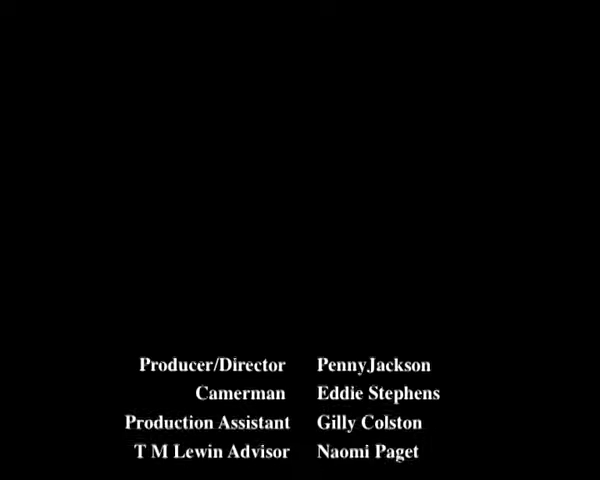 Producer/Director PennyJackson
Camerman Eddie Stephens
Production Assistant Gilly Colston
T M Lewin Advisor Naomi Paget